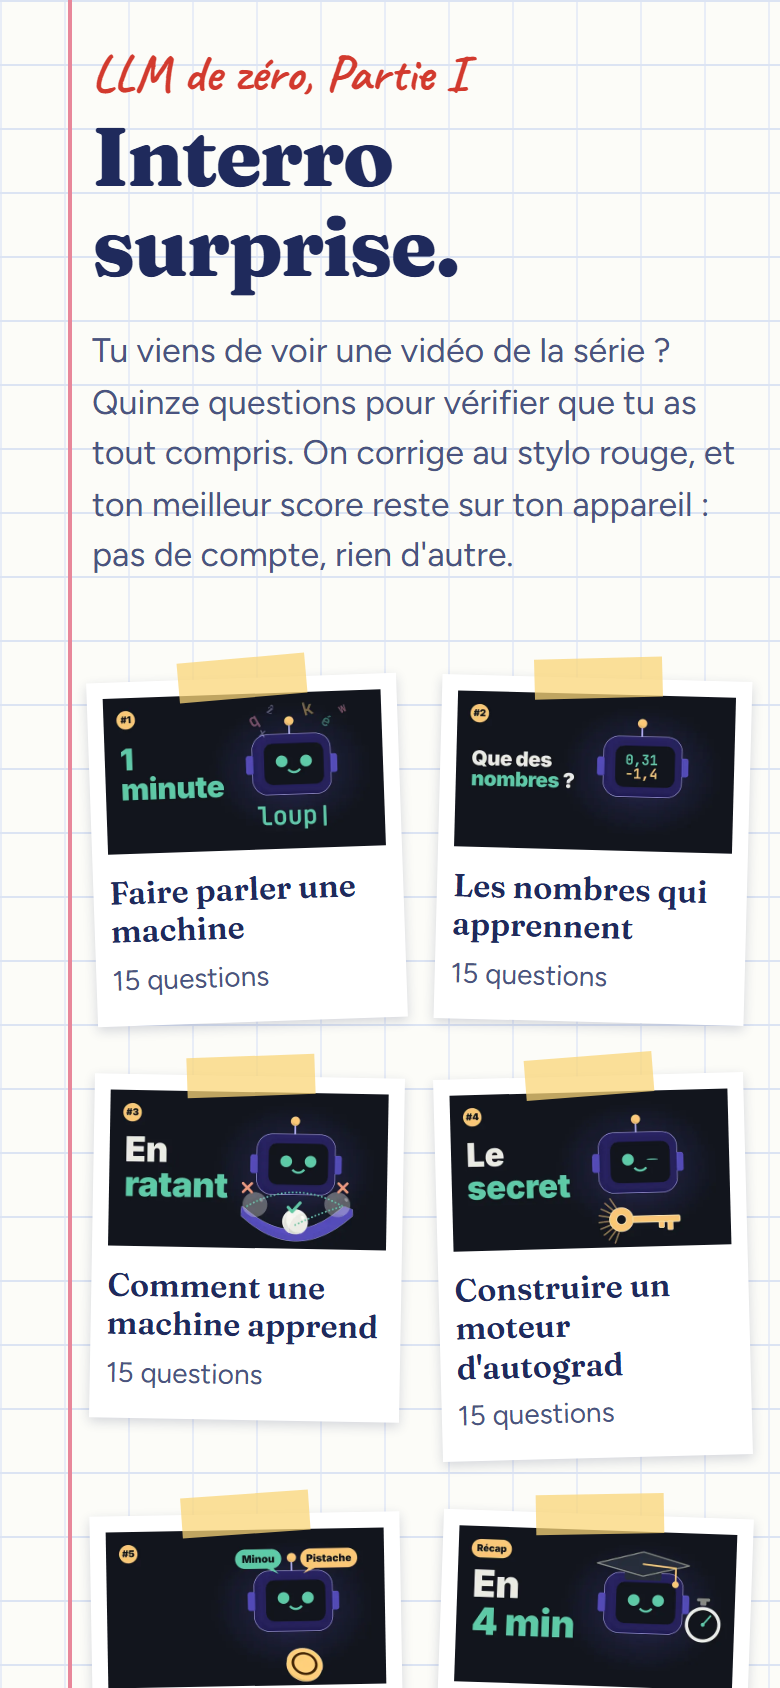 LLM de zéro, Partie I
Interro
surprise.
Tu viens de voir une vidéo de la série ?
Quinze questions pour vérifier que tu as
tout compris. On corrige au stylo rouge, et
ton meilleur score reste sur ton appareil :
pas de compte, rien d'autre.
#1
q z k e w x
1
minute
loup|
Faire parler une
machine
15 questions
#2
Que des
nombres ?
0,31
-1,4
Les nombres qui
apprennent
15 questions
#3
En
ratant
Comment une
machine apprend
15 questions
#4
Le
secret
Construire un
moteur
d'autograd
15 questions
#5
Minou
Pistache
Récap
En
4 min